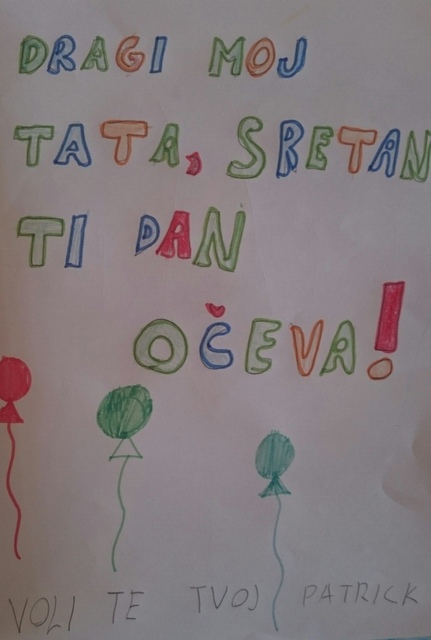 DRAGI MOJ
TATA, SRETAN
TI DAN
OČEVA!
VOLI TE TVOJ PATRICK